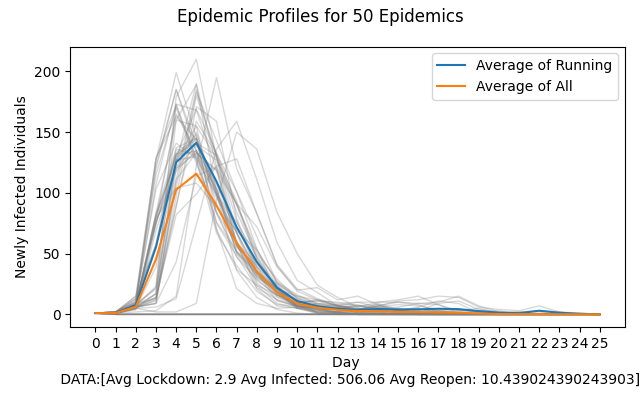 Epidemic Profiles for 50 Epidemics
Newly Infected Individuals
200
150
100
50
0
Average of Running
Average of All
0 1 2 3 4 5 6 7 8 9 10 11 12 13 14 15 16 17 18 19 20 21 22 23 24 25
Day
DATA:[Avg Lockdown: 2.9 Avg Infected: 506.06 Avg Reopen: 10.439024390243903]